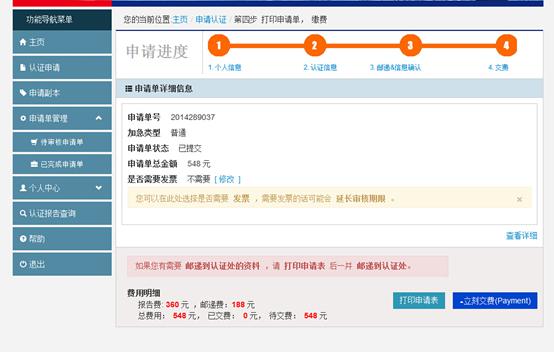 功能导航菜单
主页
认证申请
申请副本
申请单管理
待审核申请单
已完成申请单
个人中心
认证报告查询
帮助
退出
您的当前位置:主页 / 申请认证 / 第四步 打印申请单, 缴费
申请进度
1 2 3 4
1.个人信息 2.认证信息 3.邮递&信息确认 4.交费
申请单详细信息
申请单号 2014289037
加急类型 普通
申请单状态 已提交
申请单总金额 548 元
是否需要发票 不需要 [ 修改 ]
您可以在此处选择是否需要 发票 ，需要发票的话可能会 延长审核期限 。 ×
查看详细
如果您有需要 邮递到认证处的资料 ，请 打印申请表 后一并 邮递到认证处。
费用明细
报告费: 360 元 ，邮递费：188 元
总费用： 548 元， 已交费： 0 元， 待交费： 548 元
打印申请表
立刻交费(Payment)